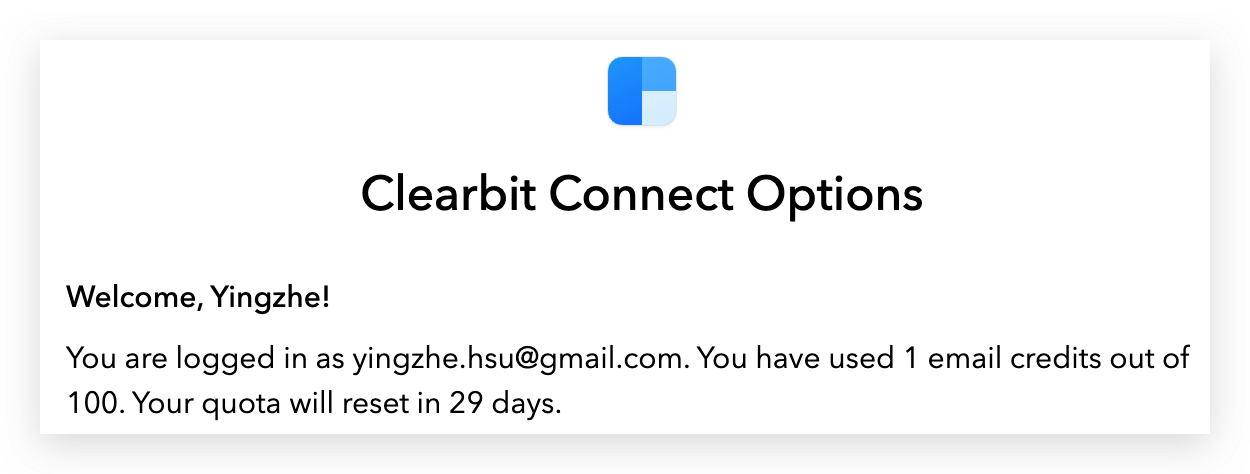 Clearbit Connect Options
Welcome, Yingzhe!
You are logged in as yingzhe.hsu@gmail.com. You have used 1 email credits out of
100. Your quota will reset in 29 days.